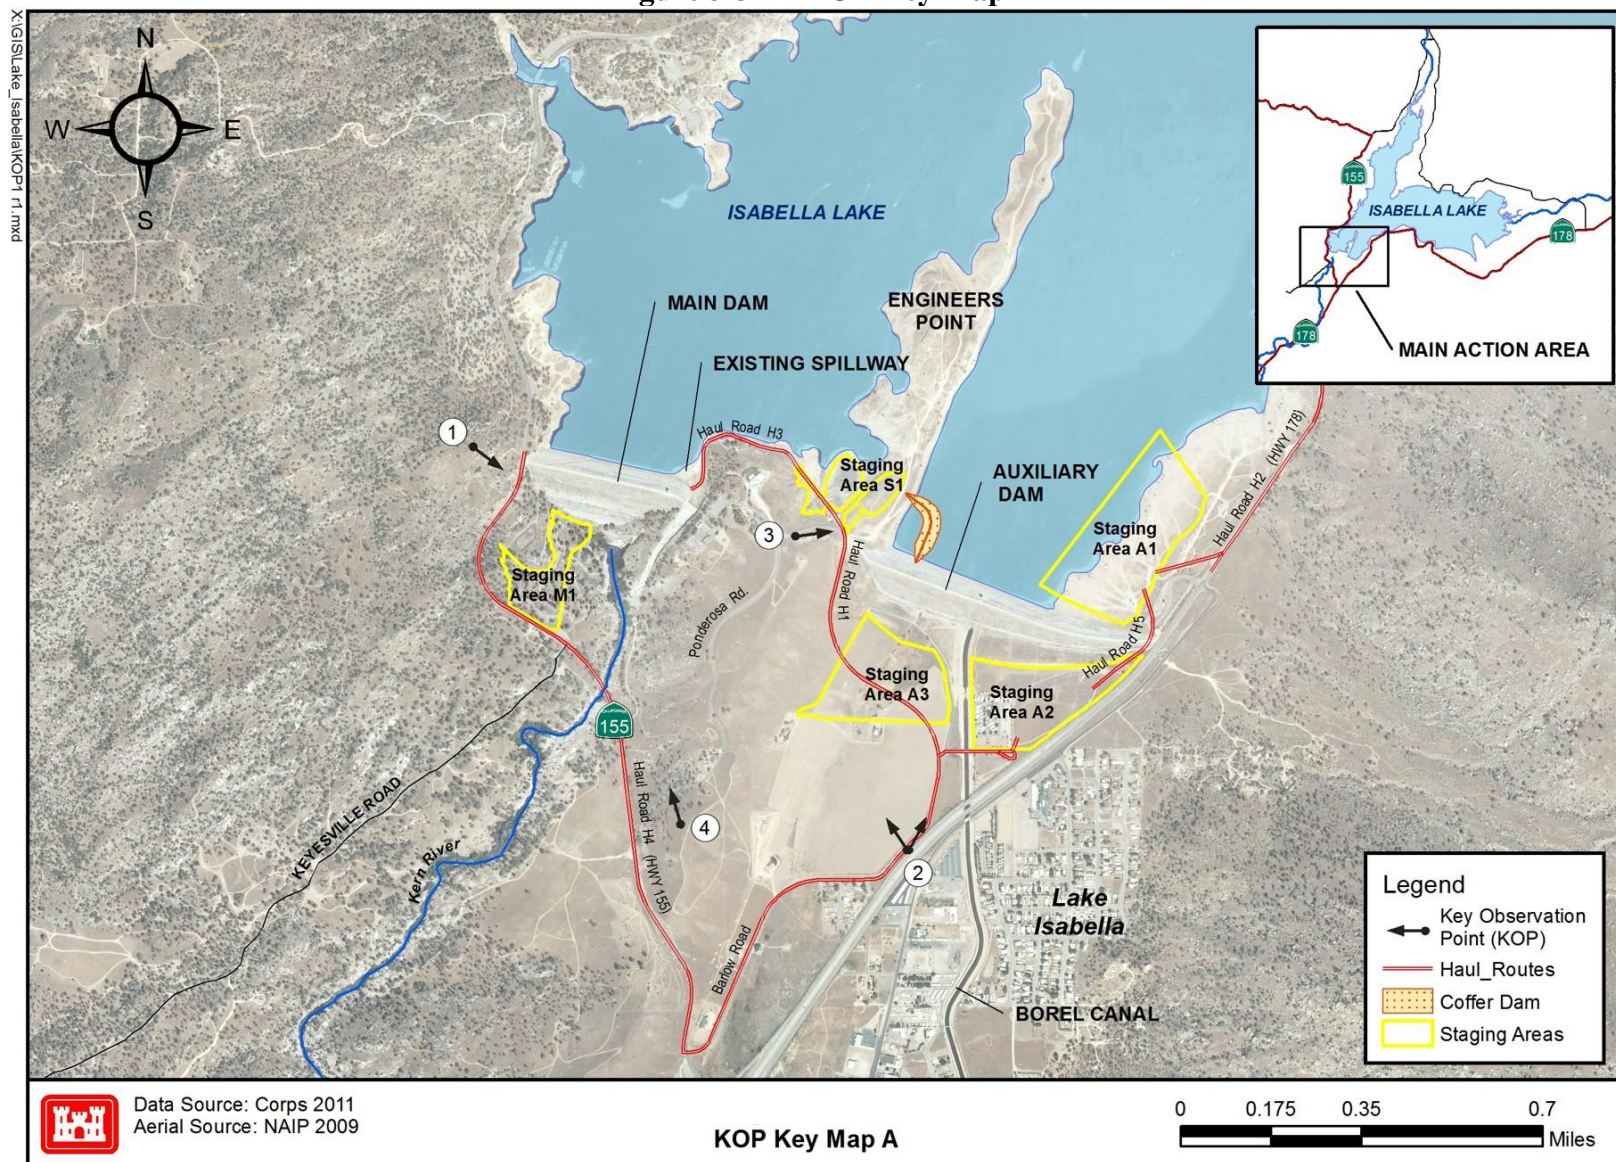 X:\GIS\Lake_Isabella\KOP1 r1.mxd
N
W
E
S
155
ISABELLA LAKE
178
178
MAIN ACTION AREA
ISABELLA LAKE
MAIN DAM
ENGINEERS
POINT
EXISTING SPILLWAY
1
Haul Road H3
Staging
Area S1
AUXILIARY
DAM
Haul Road H2 (HWY 178)
3
Staging
Area A1
Haul Road H1
Staging
Area M1
Ponderosa Rd.
Haul Road H5
Staging
Area A3
Staging
Area A2
155
Haul Road H4 (HWY 155)
KEYESVILLE ROAD
Kern River
4
2
Barlow Road
Lake
Isabella
BOREL CANAL
Legend
Key Observation
Point (KOP)
Haul_Routes
Coffer Dam
Staging Areas
Data Source: Corps 2011
Aerial Source: NAIP 2009
KOP Key Map A
0 0.175 0.35 0.7
Miles